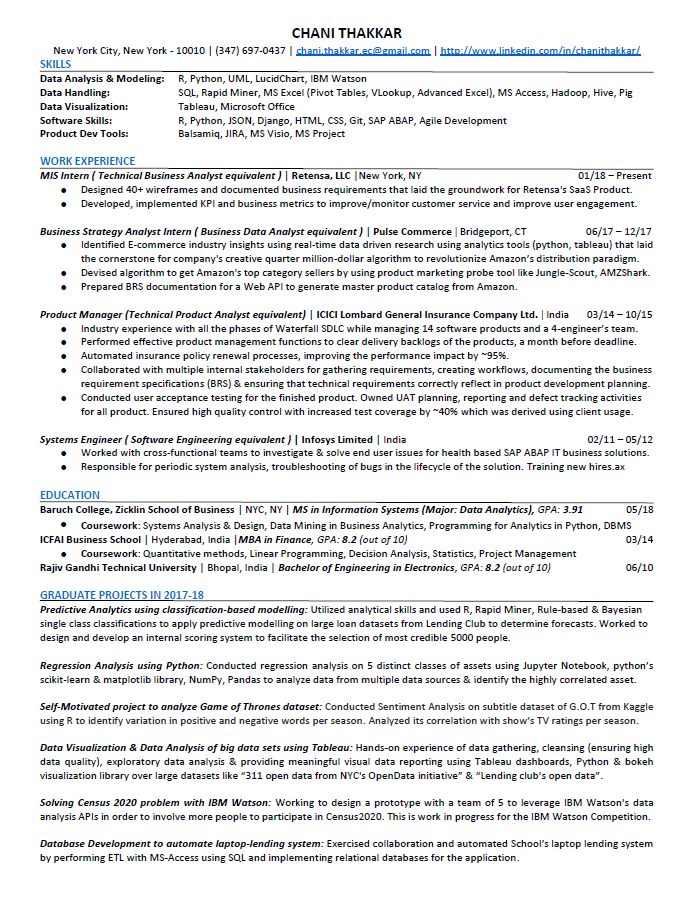 CHANI THAKKAR
New York City, New York - 10010 | (347) 697-0437 | chani.thakkar.ec@gmail.com | http://www.linkedin.com/in/chanithakkar/
SKILLS
Data Analysis & Modeling: R, Python, UML, LucidChart, IBM Watson
Data Handling: SQL, Rapid Miner, MS Excel (Pivot Tables, VLookup, Advanced Excel), MS Access, Hadoop, Hive, Pig
Data Visualization: Tableau, Microsoft Office
Software Skills: R, Python, JSON, Django, HTML, CSS, Git, SAP ABAP, Agile Development
Product Dev Tools: Balsamiq, JIRA, MS Visio, MS Project
WORK EXPERIENCE
MIS Intern ( Technical Business Analyst equivalent ) | Retensa, LLC |New York, NY 01/18 – Present
● Designed 40+ wireframes and documented business requirements that laid the groundwork for Retensa's SaaS Product.
● Developed, implemented KPI and business metrics to improve/monitor customer service and improve user engagement.
Business Strategy Analyst Intern ( Business Data Analyst equivalent ) | Pulse Commerce | Bridgeport, CT 06/17 – 12/17
● Identified E-commerce industry insights using real-time data driven research using analytics tools (python, tableau) that laid
the cornerstone for company's creative quarter million-dollar algorithm to revolutionize Amazon's distribution paradigm.
● Devised algorithm to get Amazon's top category sellers by using product marketing probe tool like Jungle-Scout, AMZShark.
● Prepared BRS documentation for a Web API to generate master product catalog from Amazon.
Product Manager (Technical Product Analyst equivalent) | ICICI Lombard General Insurance Company Ltd. | India 03/14 – 10/15
● Industry experience with all the phases of Waterfall SDLC while managing 14 software products and a 4-engineer's team.
● Performed effective product management functions to clear delivery backlogs of the products, a month before deadline.
● Automated insurance policy renewal processes, improving the performance impact by ~95%.
● Collaborated with multiple internal stakeholders for gathering requirements, creating workflows, documenting the business
requirement specifications (BRS) & ensuring that technical requirements correctly reflect in product development planning.
● Conducted user acceptance testing for the finished product. Owned UAT planning, reporting and defect tracking activities
for all product. Ensured high quality control with increased test coverage by ~40% which was derived using client usage.
Systems Engineer ( Software Engineering equivalent ) | Infosys Limited | India 02/11 – 05/12
● Worked with cross-functional teams to investigate & solve end user issues for health based SAP ABAP IT business solutions.
● Responsible for periodic system analysis, troubleshooting of bugs in the lifecycle of the solution. Training new hires.ax
EDUCATION
Baruch College, Zicklin School of Business | NYC, NY | MS in Information Systems (Major: Data Analytics), GPA: 3.91 05/18
● Coursework: Systems Analysis & Design, Data Mining in Business Analytics, Programming for Analytics in Python, DBMS
ICFAI Business School | Hyderabad, India |MBA in Finance, GPA: 8.2 (out of 10) 03/14
● Coursework: Quantitative methods, Linear Programming, Decision Analysis, Statistics, Project Management
Rajiv Gandhi Technical University | Bhopal, India | Bachelor of Engineering in Electronics, GPA: 8.2 (out of 10) 06/10
GRADUATE PROJECTS IN 2017-18
Predictive Analytics using classification-based modelling: Utilized analytical skills and used R, Rapid Miner, Rule-based & Bayesian
single class classifications to apply predictive modelling on large loan datasets from Lending Club to determine forecasts. Worked to
design and develop an internal scoring system to facilitate the selection of most credible 5000 people.
Regression Analysis using Python: Conducted regression analysis on 5 distinct classes of assets using Jupyter Notebook, python's
scikit-learn & matplotlib library, NumPy, Pandas to analyze data from multiple data sources & identify the highly correlated asset.
Self-Motivated project to analyze Game of Thrones dataset: Conducted Sentiment Analysis on subtitle dataset of G.O.T from Kaggle
using R to identify variation in positive and negative words per season. Analyzed its correlation with show's TV ratings per season.
Data Visualization & Data Analysis of big data sets using Tableau: Hands-on experience of data gathering, cleansing (ensuring high
data quality), exploratory data analysis & providing meaningful visual data reporting using Tableau dashboards, Python & bokeh
visualization library over large datasets like “311 open data from NYC's OpenData initiative” & “Lending club's open data”.
Solving Census 2020 problem with IBM Watson: Working to design a prototype with a team of 5 to leverage IBM Watson's data
analysis APIs in order to involve more people to participate in Census2020. This is work in progress for the IBM Watson Competition.
Database Development to automate laptop-lending system: Exercised collaboration and automated School's laptop lending system
by performing ETL with MS-Access using SQL and implementing relational databases for the application.